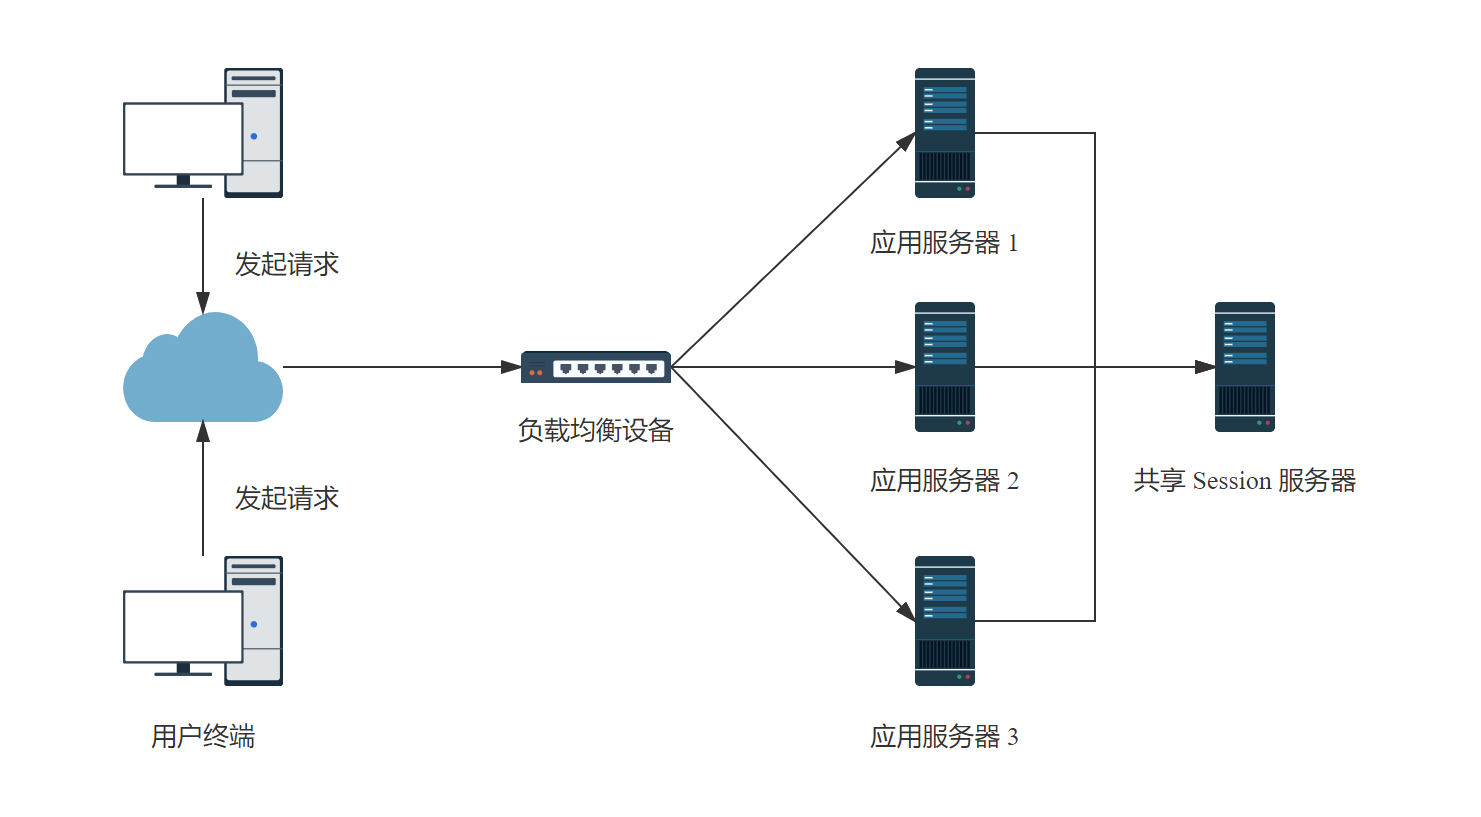 发起请求
应用服务器 1
负载均衡设备
应用服务器 2
共享 Session 服务器
发起请求
用户终端
应用服务器 3